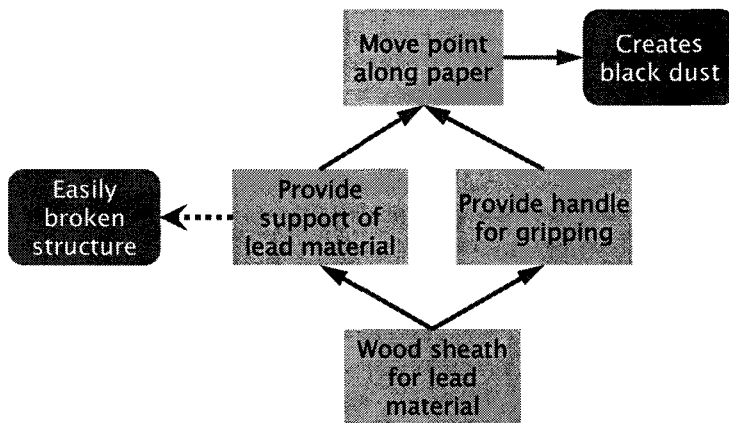 Move point
along paper
Creates
black dust
Easily
broken
structure
Provide
support of
lead material
Provide handle
for gripping
Wood sheath
for lead
material